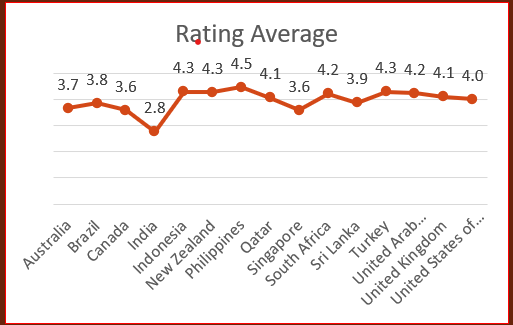 Rating Average
3.7
3.8
3.6
2.8
4.3
4.3
4.5
4.1
3.6
4.2
3.9
4.3
4.2
4.1
4.0
Australia
Brazil
Canada
India
Indonesia
New Zealand
Philippines
Qatar
Singapore
South Africa
Sri Lanka
Turkey
United Arab...
United Kingdom
United States of...